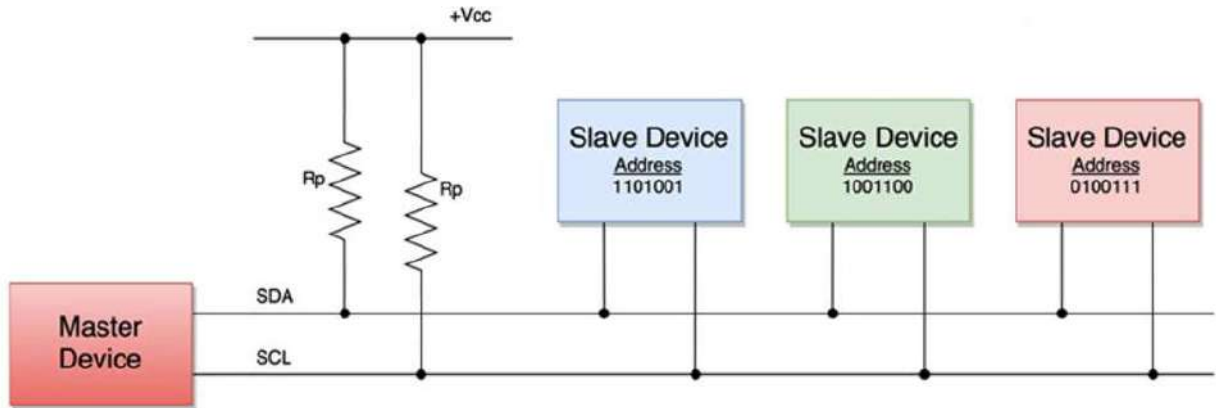 +Vcc
Slave Device
Address
1101001
Slave Device
Address
1001100
Slave Device
Address
0100111
Rp
Rp
SDA
Master
Device
SCL